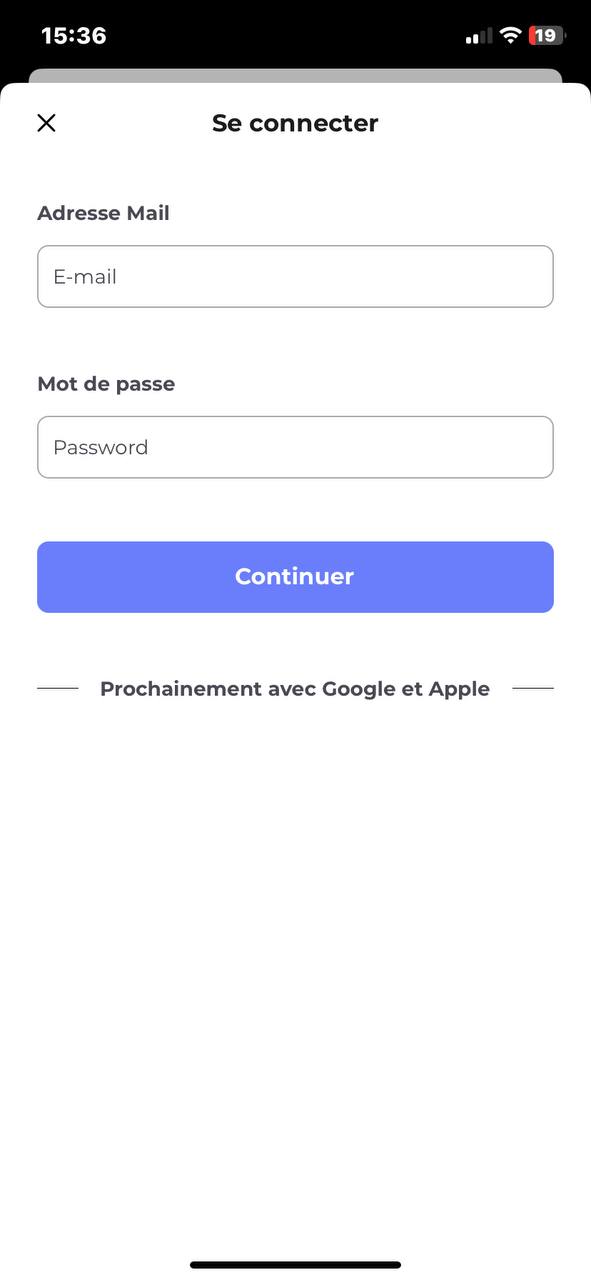 15:36
19
Se connecter
Adresse Mail
E-mail
Mot de passe
Password
Continuer
Prochainement avec Google et Apple